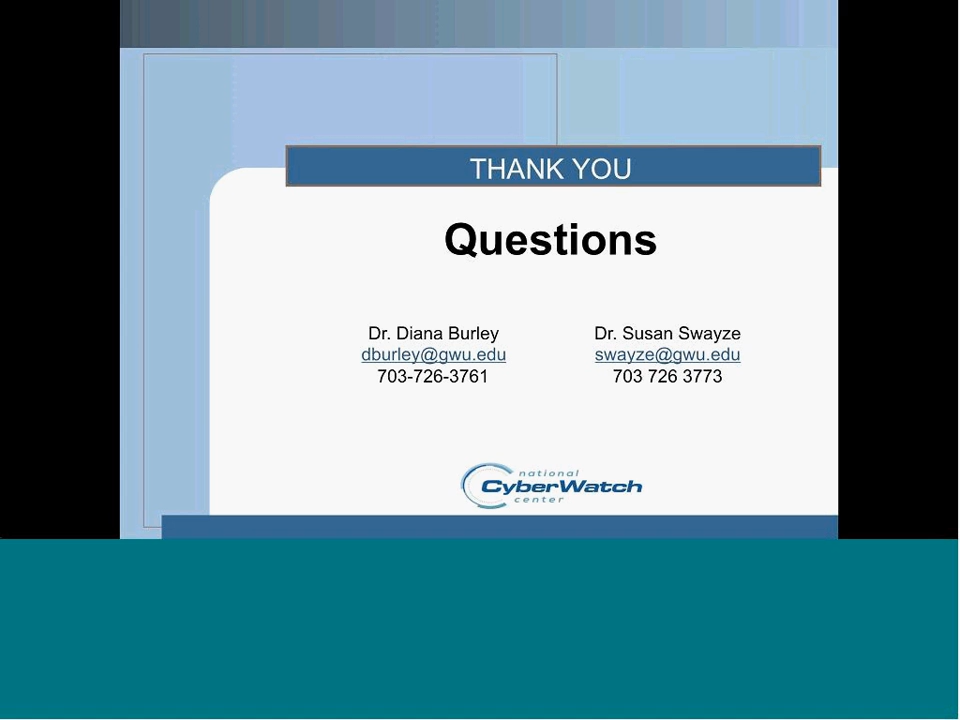 THANK YOU
Questions
Dr. Diana Burley
dburley@gwu.edu
703-726-3761
Dr. Susan Swayze
swayze@gwu.edu
703 726 3773
national
CyberWatch
center